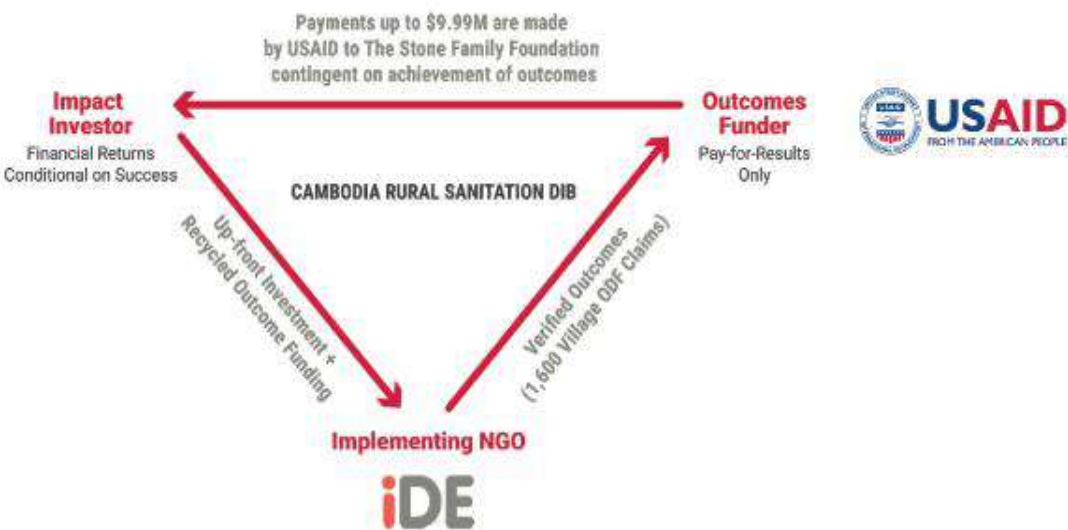 Payments up to $9.99M are made
by USAID to The Stone Family Foundation
contingent on achievement of outcomes
Impact
Investor
Financial Returns
Conditional on Success
Outcomes
Funder
Pay-for-Results
Only
USAID
USAID
FROM THE AMERICAN PEOPLE
CAMBODIA RURAL SANITATION DIB
Up-front Investment +
Recycled Outcome Funding
Verified Outcomes
(1,600 Village ODF Claims)
Implementing NGO
iDE